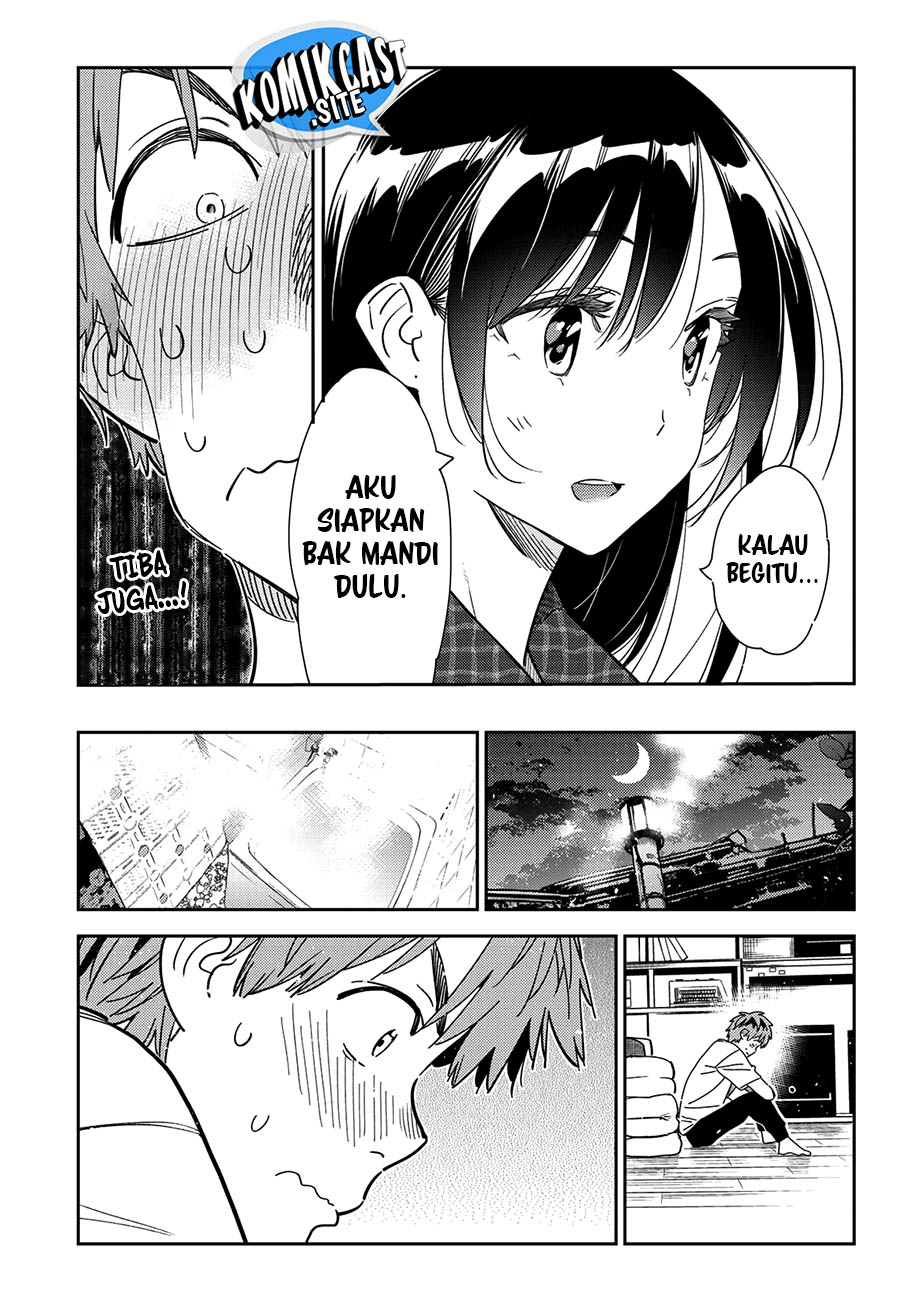 KOMIKCAST
.SITE
KALAU
BEGITU...
AKU
SIAPKAN
BAK MANDI
DULU.
TIBA
JUGA...!